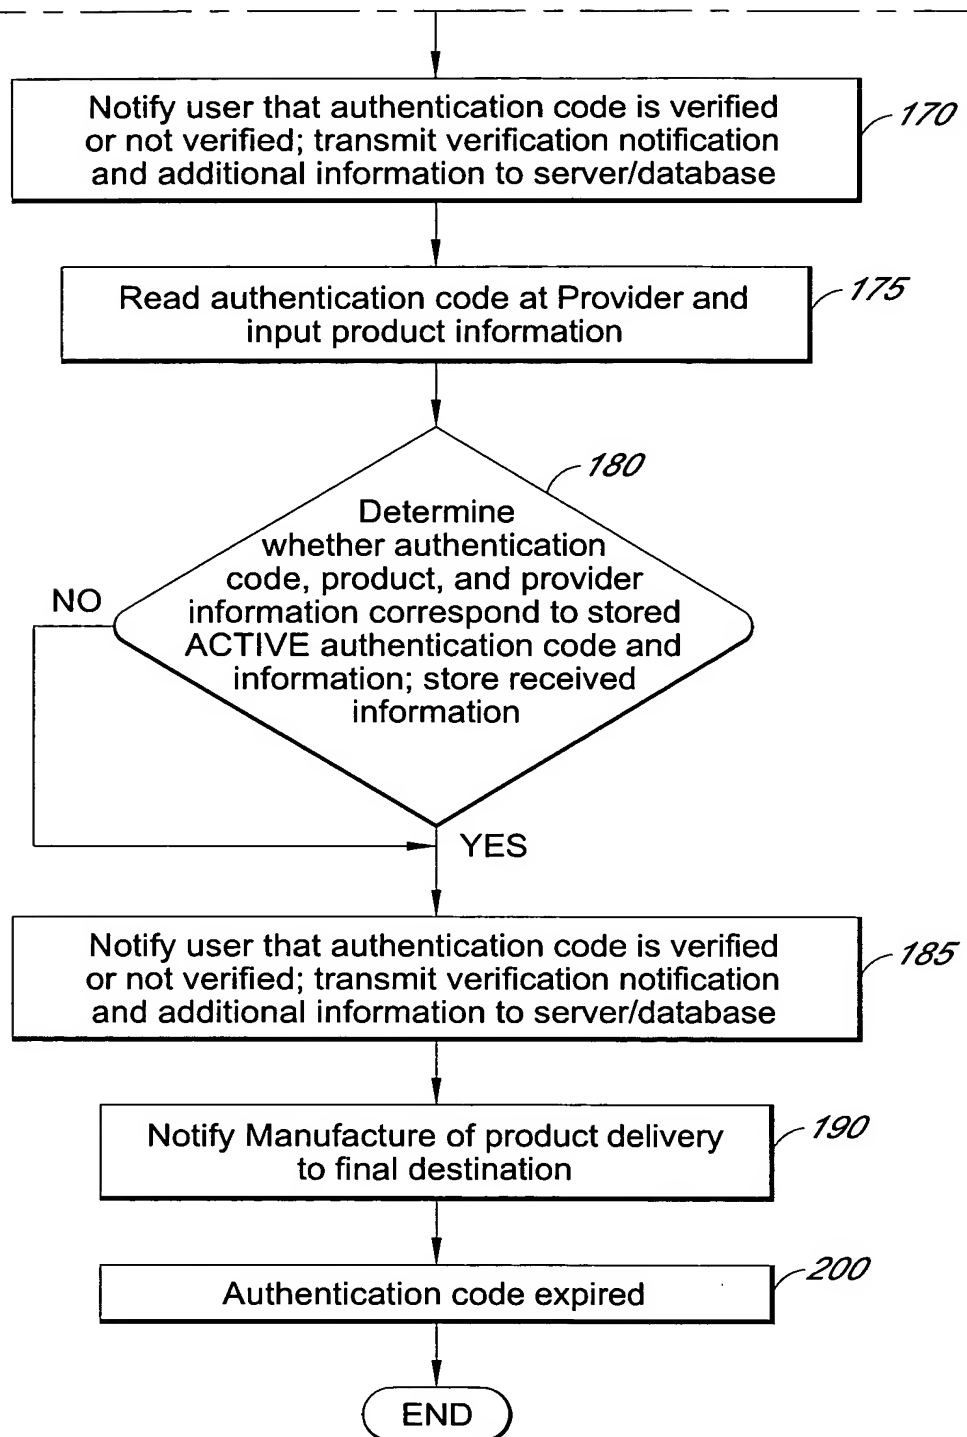 Notify user that authentication code is verified
or not verified; transmit verification notification
and additional information to server/database
170
Read authentication code at Provider and
input product information
175
180
Determine
whether authentication
code, product, and provider
information correspond to stored
ACTIVE authentication code and
information; store received
information
NO
YES
Notify user that authentication code is verified
or not verified; transmit verification notification
and additional information to server/database
185
Notify Manufacture of product delivery
to final destination
190
Authentication code expired
200
END